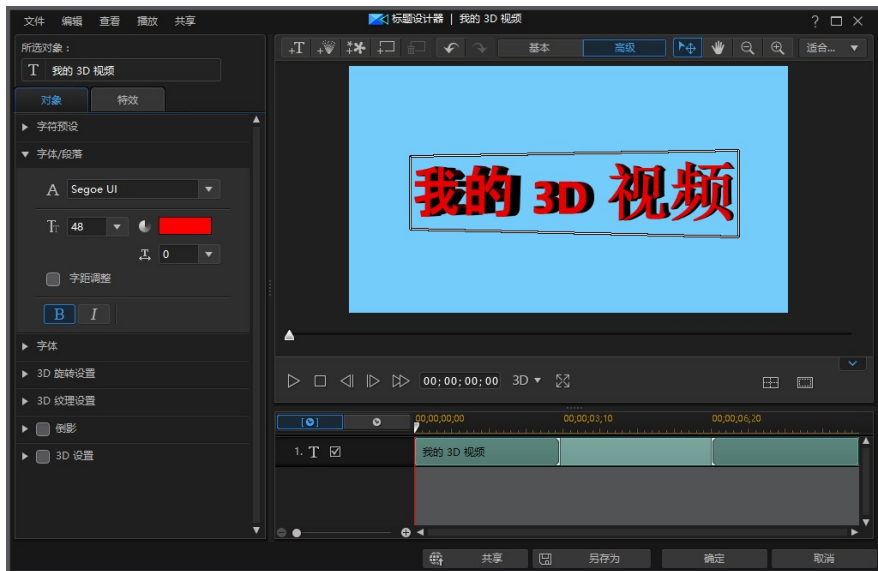 文件 编辑 查看 播放 共享 标题设计器 | 我的 3D 视频 ?
所选对象：
T 我的 3D 视频
对象 特效
字符预设
字体/段落
A Segoe UI
48
0
字距调整
B I
字体
3D 旋转设置
3D 纹理设置
倒影
3D 设置
+T 基本 高级 适合...
我的 3D 视频
00;00;00;00 3D
00;00;00;00 00;00;03;10 00;00;06;20
1. T 我的 3D 视频
共享 另存为 确定 取消